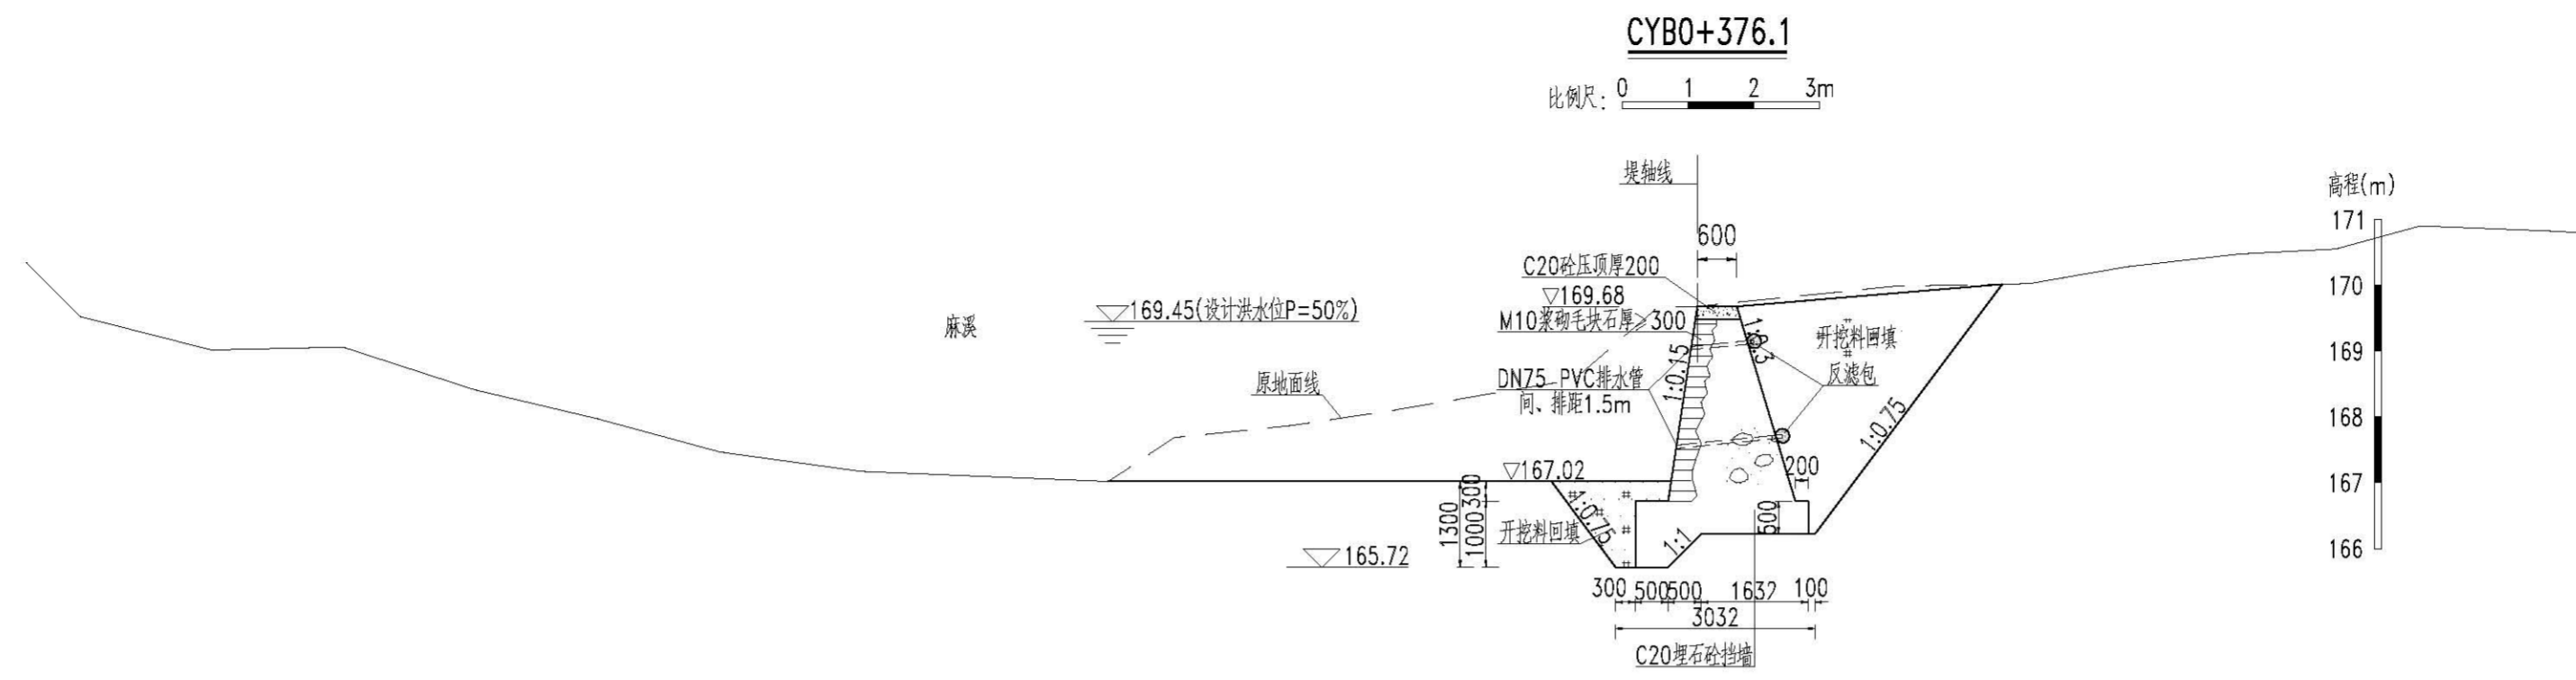 CYB0+376.1
比例尺: 0 1 2 3m
堤轴线
高程(m)
171
600
C20砼压顶厚200
170
▽169.68
169.45(设计洪水位P=50%)
M10浆砌毛块石厚≥300
麻溪
1:0.15
1:0.3
开挖料回填
169
原地面线
DN75 PVC排水管
间、排距1.5m
反滤包
168
1:0.75
▽167.02
200
167
300
1300
1000
1:0.75
开挖料回填
1:1
500
166
165.72
300 500 500 1632 100
3032
C20埋石砼挡墙